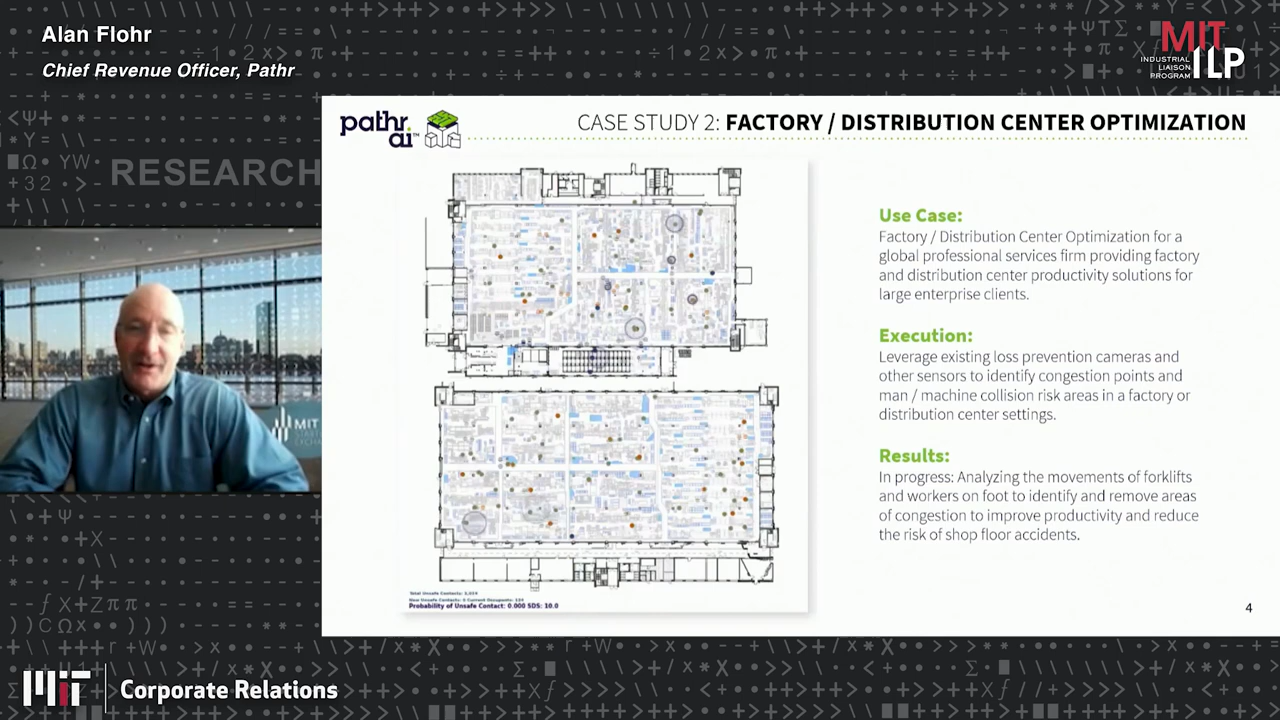 Alan Flohr
Chief Revenue Officer, Pathr
MIT
INDUSTRIAL
LIAISON
PROGRAM
ILP
RESEARCH
pathr.
ai™
CASE STUDY 2: FACTORY / DISTRIBUTION CENTER OPTIMIZATION
Use Case:
Factory / Distribution Center Optimization for a
global professional services firm providing factory
and distribution center productivity solutions for
large enterprise clients.
Execution:
Leverage existing loss prevention cameras and
other sensors to identify congestion points and
man / machine collision risk areas in a factory or
distribution center settings.
Results:
In progress: Analyzing the movements of forklifts
and workers on foot to identify and remove areas
of congestion to improve productivity and reduce
the risk of shop floor accidents.
Probability of Unsafe Contact: 0.000 SDS: 10.0
4
MIT
MIT
Corporate Relations